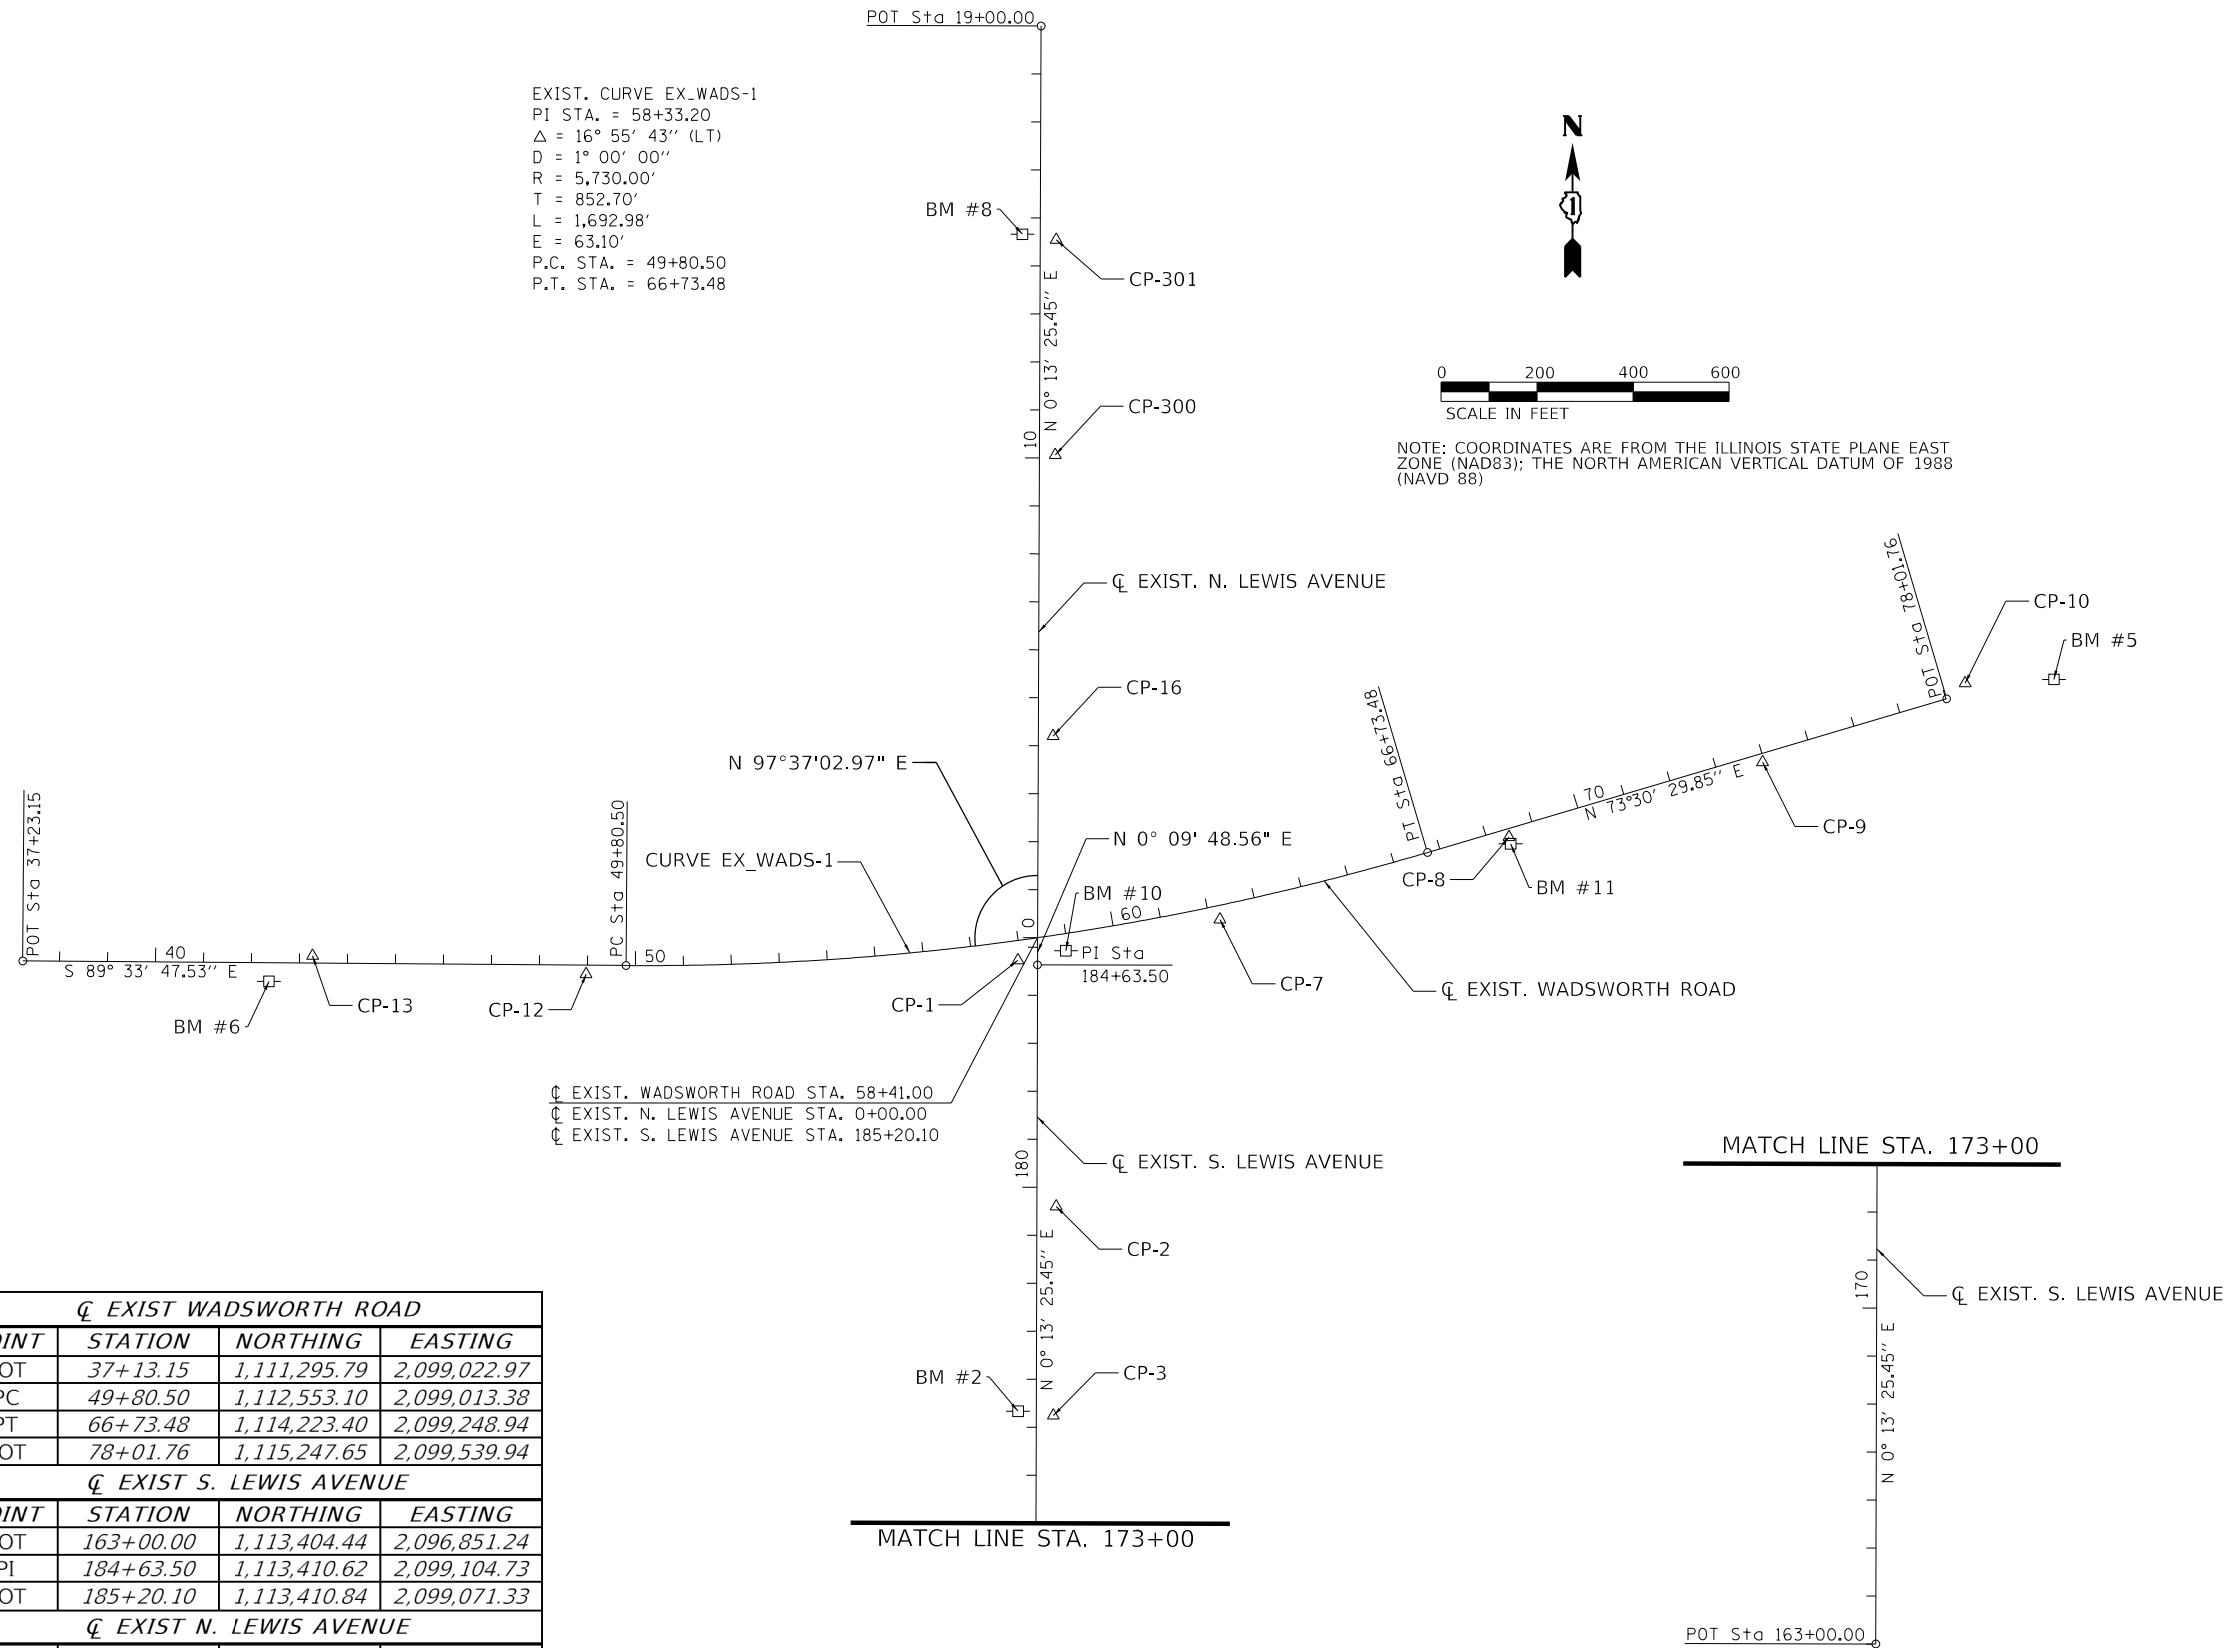 POT Sta 19+00.00
EXIST. CURVE EX_WADS-1
PI STA. = 58+33.20
△ = 16° 55' 43'' (LT)
D = 1° 00' 00''
R = 5,730.00'
T = 852.70'
L = 1,692.98'
E = 63.10'
P.C. STA. = 49+80.50
P.T. STA. = 66+73.48
N
1
BM #8
CP-301
N 0° 13' 25.45'' E
CP-300
10
0 200 400 600
SCALE IN FEET
NOTE: COORDINATES ARE FROM THE ILLINOIS STATE PLANE EAST
ZONE (NAD83); THE NORTH AMERICAN VERTICAL DATUM OF 1988
(NAVD 88)
℄ EXIST. N. LEWIS AVENUE
POT Sta 78+01.76
CP-10
BM #5
CP-16
PT Sta 66+73.48
N 97°37'02.97" E
POT Sta 37+23.15
PC Sta 49+80.50
CURVE EX_WADS-1
N 0° 09' 48.56" E
70
N 73°30' 29.85'' E
CP-9
CP-8
BM #11
BM #10
0
60
40
S 89° 33' 47.53'' E
50
PI Sta
184+63.50
BM #6
CP-13
CP-12
CP-1
CP-7
℄ EXIST. WADSWORTH ROAD
℄ EXIST. WADSWORTH ROAD STA. 58+41.00
℄ EXIST. N. LEWIS AVENUE STA. 0+00.00
℄ EXIST. S. LEWIS AVENUE STA. 185+20.10
180
℄ EXIST. S. LEWIS AVENUE
CP-2
N 0° 13' 25.45'' E
BM #2
CP-3
MATCH LINE STA. 173+00
MATCH LINE STA. 173+00
170
℄ EXIST. S. LEWIS AVENUE
N 0° 13' 25.45'' E
POT Sta 163+00.00
℄ EXIST WADSWORTH ROAD
INT STATION NORTHING EASTING
OT 37+13.15 1,111,295.79 2,099,022.97
PC 49+80.50 1,112,553.10 2,099,013.38
PT 66+73.48 1,114,223.40 2,099,248.94
OT 78+01.76 1,115,247.65 2,099,539.94
℄ EXIST S. LEWIS AVENUE
INT STATION NORTHING EASTING
OT 163+00.00 1,113,404.44 2,096,851.24
PI 184+63.50 1,113,410.62 2,099,104.73
OT 185+20.10 1,113,410.84 2,099,071.33
℄ EXIST N. LEWIS AVENUE